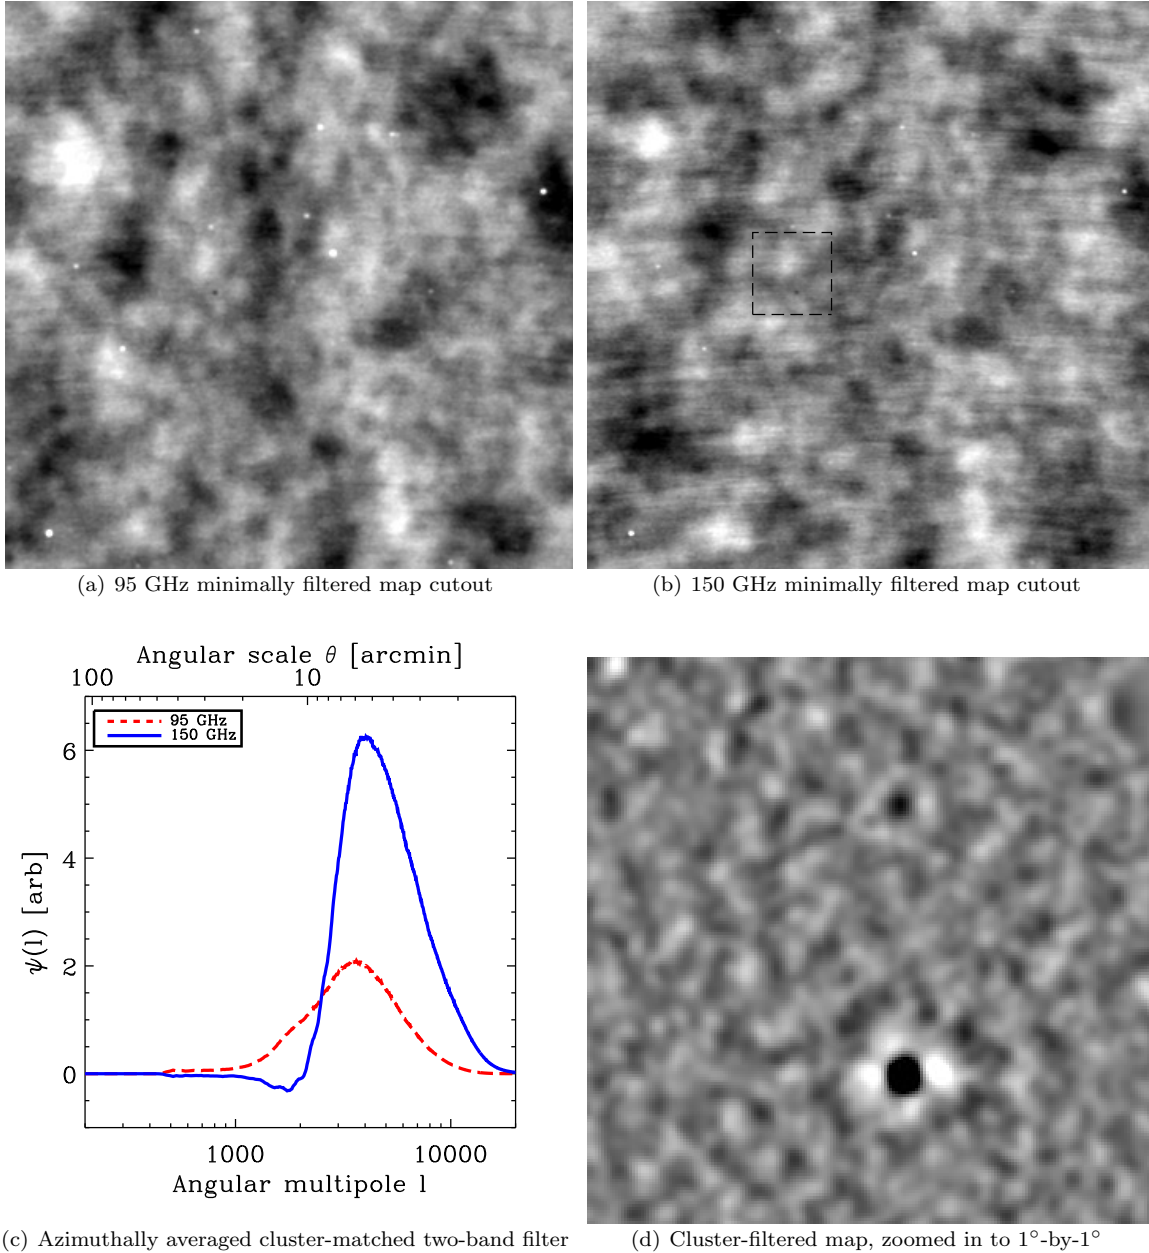 (a) 95 GHz minimally filtered map cutout
(b) 150 GHz minimally filtered map cutout
Angular scale θ [arcmin]
100 10
95 GHz
150 GHz
6
4
2
0
ψ(l) [arb]
1000 10000
Angular multipole l
(c) Azimuthally averaged cluster-matched two-band filter
(d) Cluster-filtered map, zoomed in to 1°-by-1°